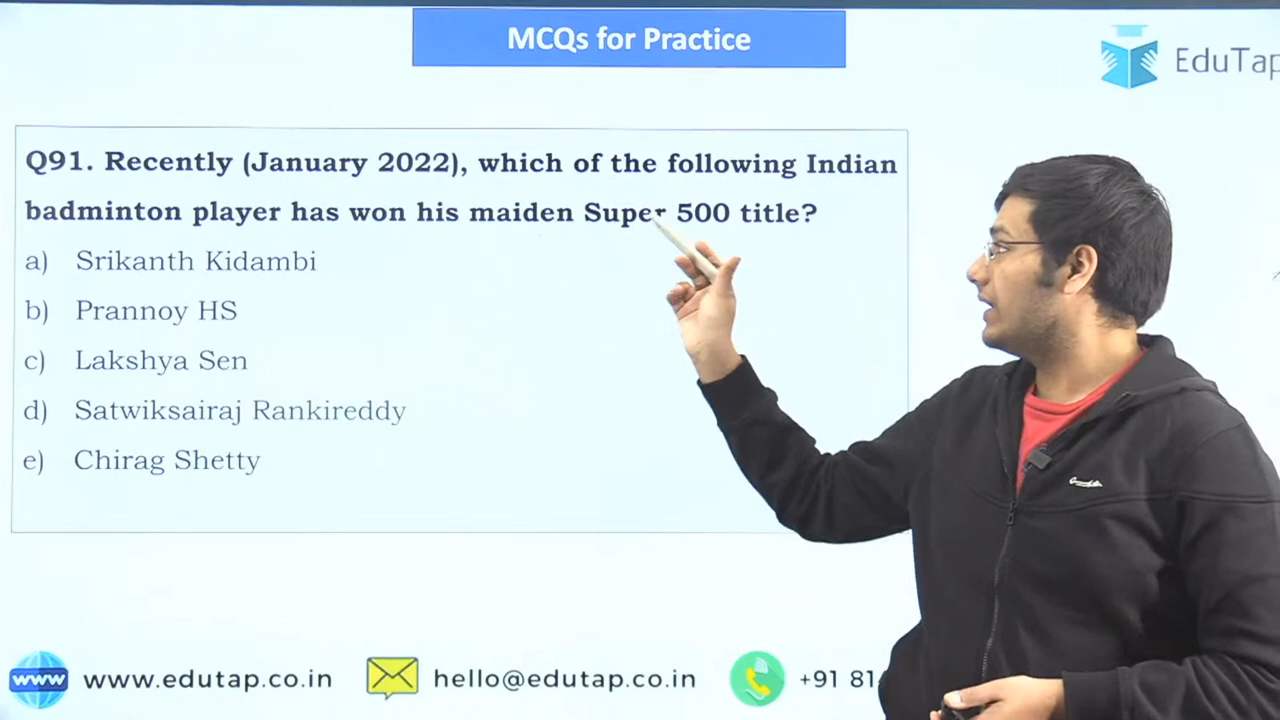 MCQs for Practice
EduTap
Q91. Recently (January 2022), which of the following Indian
badminton player has won his maiden Super 500 title?
a) Srikanth Kidambi
b) Prannoy HS
c) Lakshya Sen
d) Satwiksairaj Rankireddy
e) Chirag Shetty
www www.edutap.co.in hello@edutap.co.in +91 81